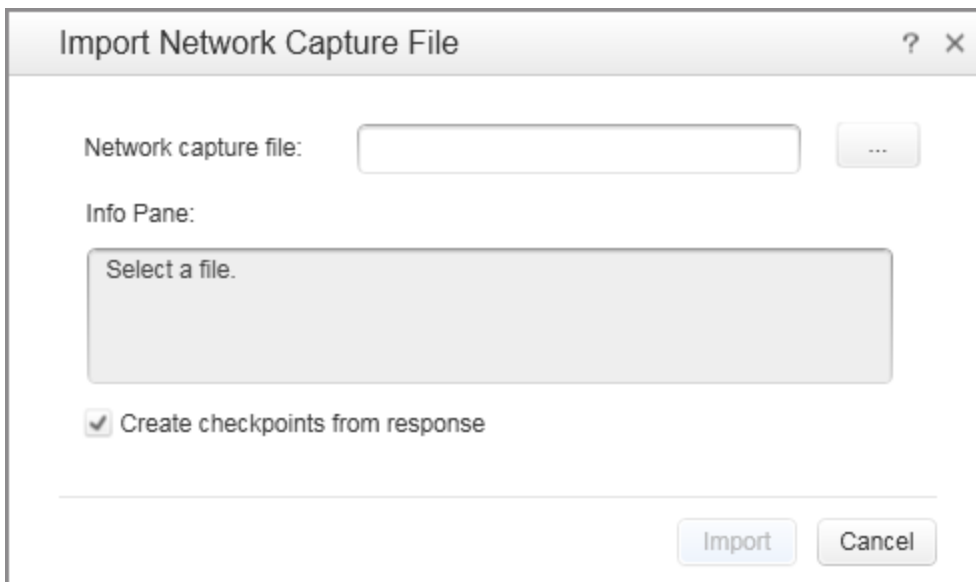 Import Network Capture File ? ×
Network capture file: ...
Info Pane:
Select a file.
Create checkpoints from response
Import Cancel